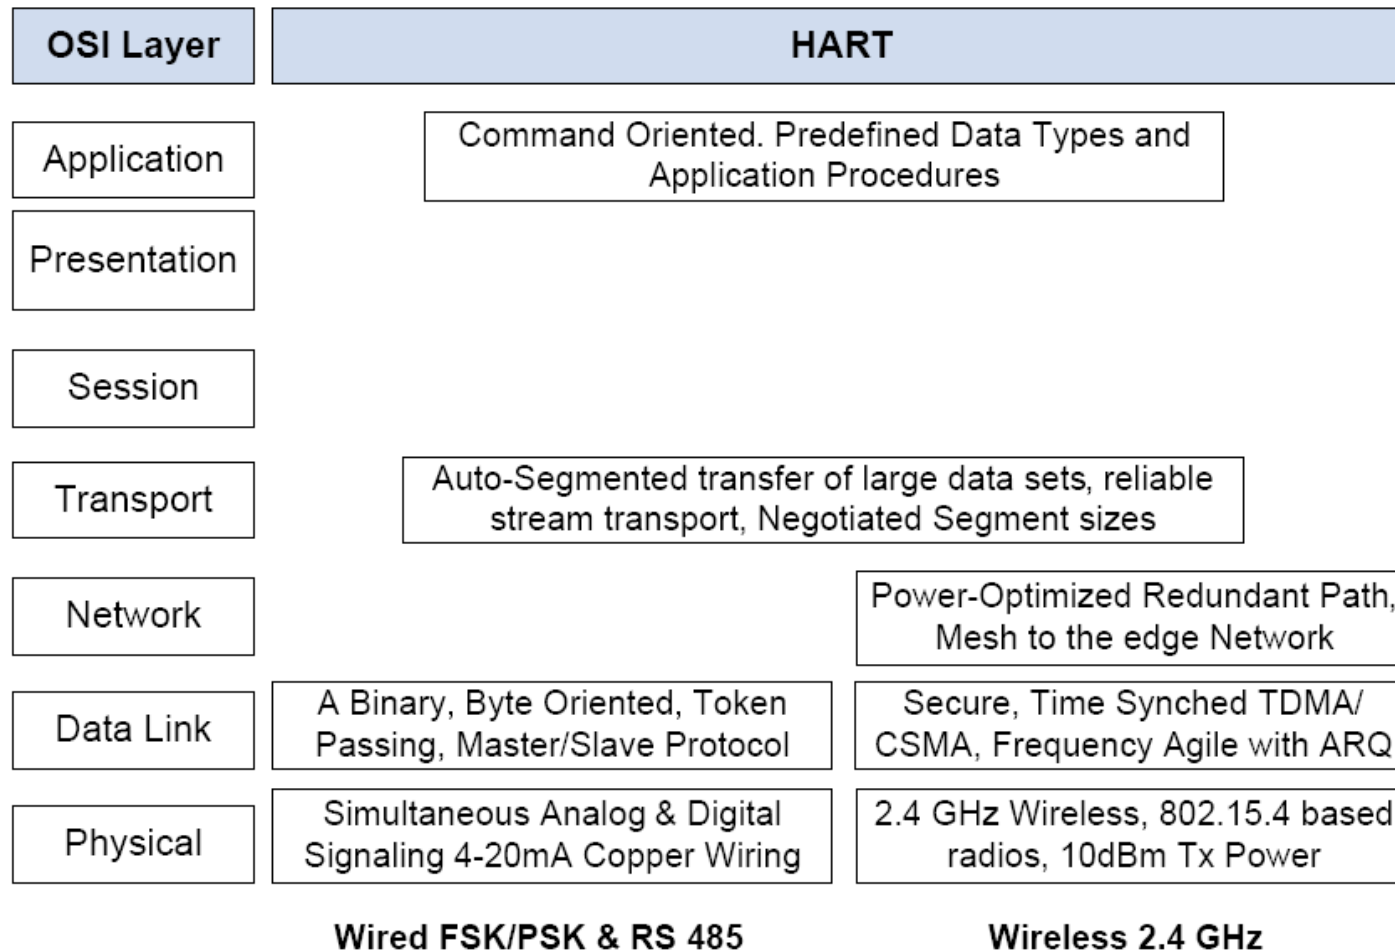 OSI Layer
HART
Application
Command Oriented. Predefined Data Types and
Application Procedures
Presentation
Session
Transport
Auto-Segmented transfer of large data sets, reliable
stream transport, Negotiated Segment sizes
Network
Power-Optimized Redundant Path,
Mesh to the edge Network
Data Link
A Binary, Byte Oriented, Token
Passing, Master/Slave Protocol
Secure, Time Synched TDMA/
CSMA, Frequency Agile with ARQ
Physical
Simultaneous Analog & Digital
Signaling 4-20mA Copper Wiring
2.4 GHz Wireless, 802.15.4 based
radios, 10dBm Tx Power
Wired FSK/PSK & RS 485
Wireless 2.4 GHz